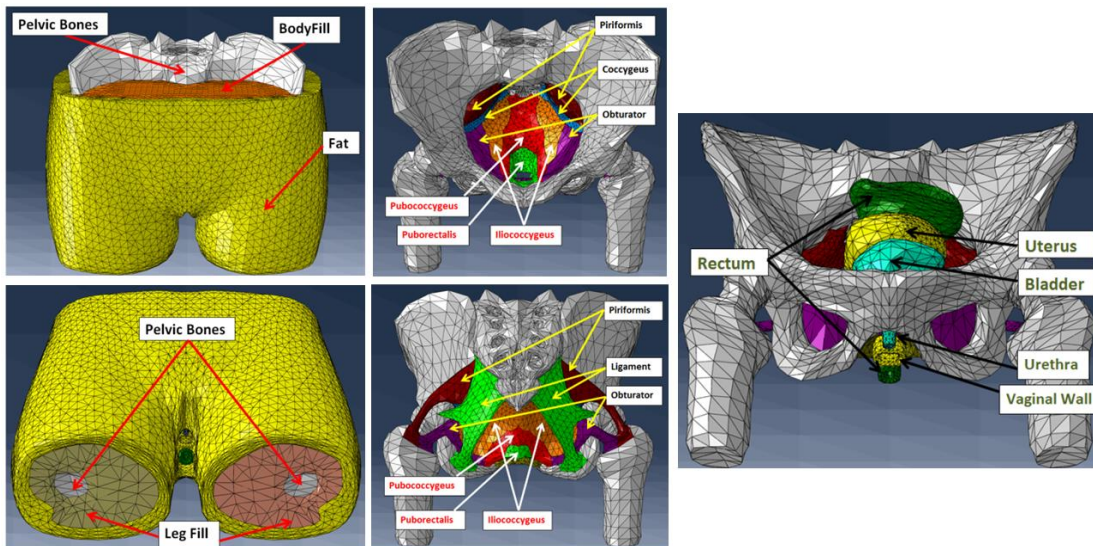 Pelvic Bones
BodyFill
Fat
Piriformis
Coccygeus
Obturator
Pubococcygeus
Puborectalis
Iliococcygeus
Pelvic Bones
Leg Fill
Piriformis
Ligament
Obturator
Pubococcygeus
Puborectalis
Iliococcygeus
Rectum
Uterus
Bladder
Urethra
Vaginal Wall